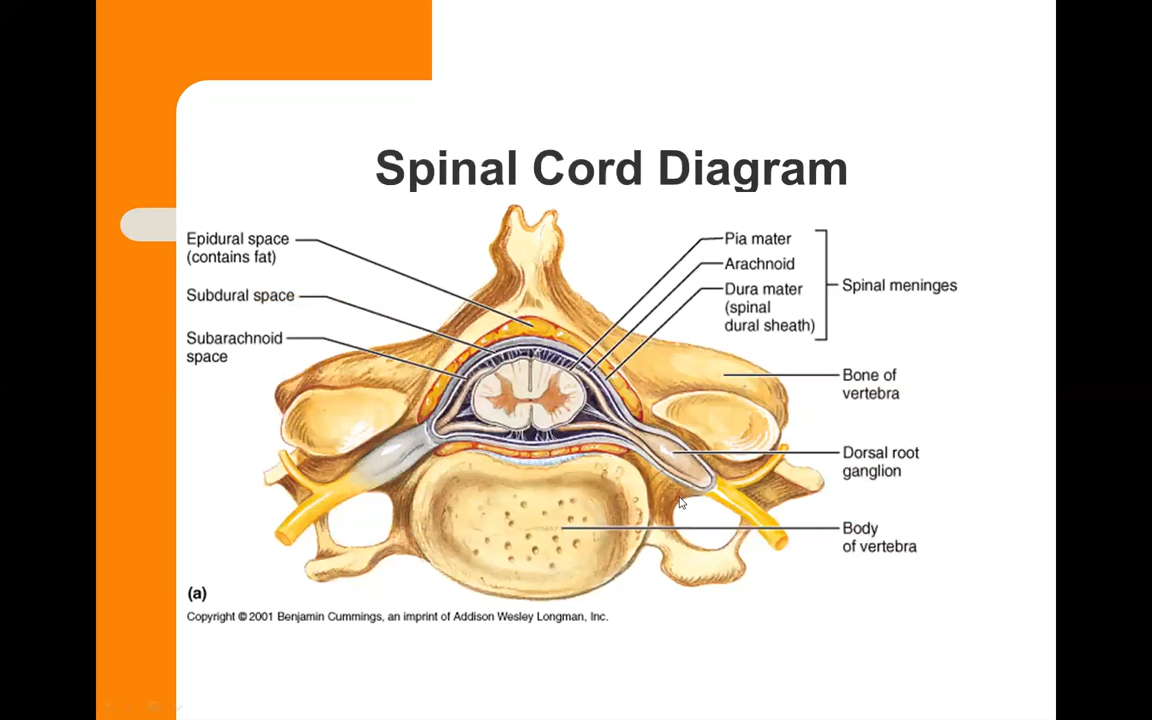 Spinal Cord Diagram
Epidural space
(contains fat)
Subdural space
Subarachnoid
space
Pia mater
Arachnoid
Dura mater
(spinal
dural sheath)
Spinal meninges
Bone of
vertebra
Dorsal root
ganglion
Body
of vertebra
(a)
Copyright © 2001 Benjamin Cummings, an imprint of Addison Wesley Longman, Inc.